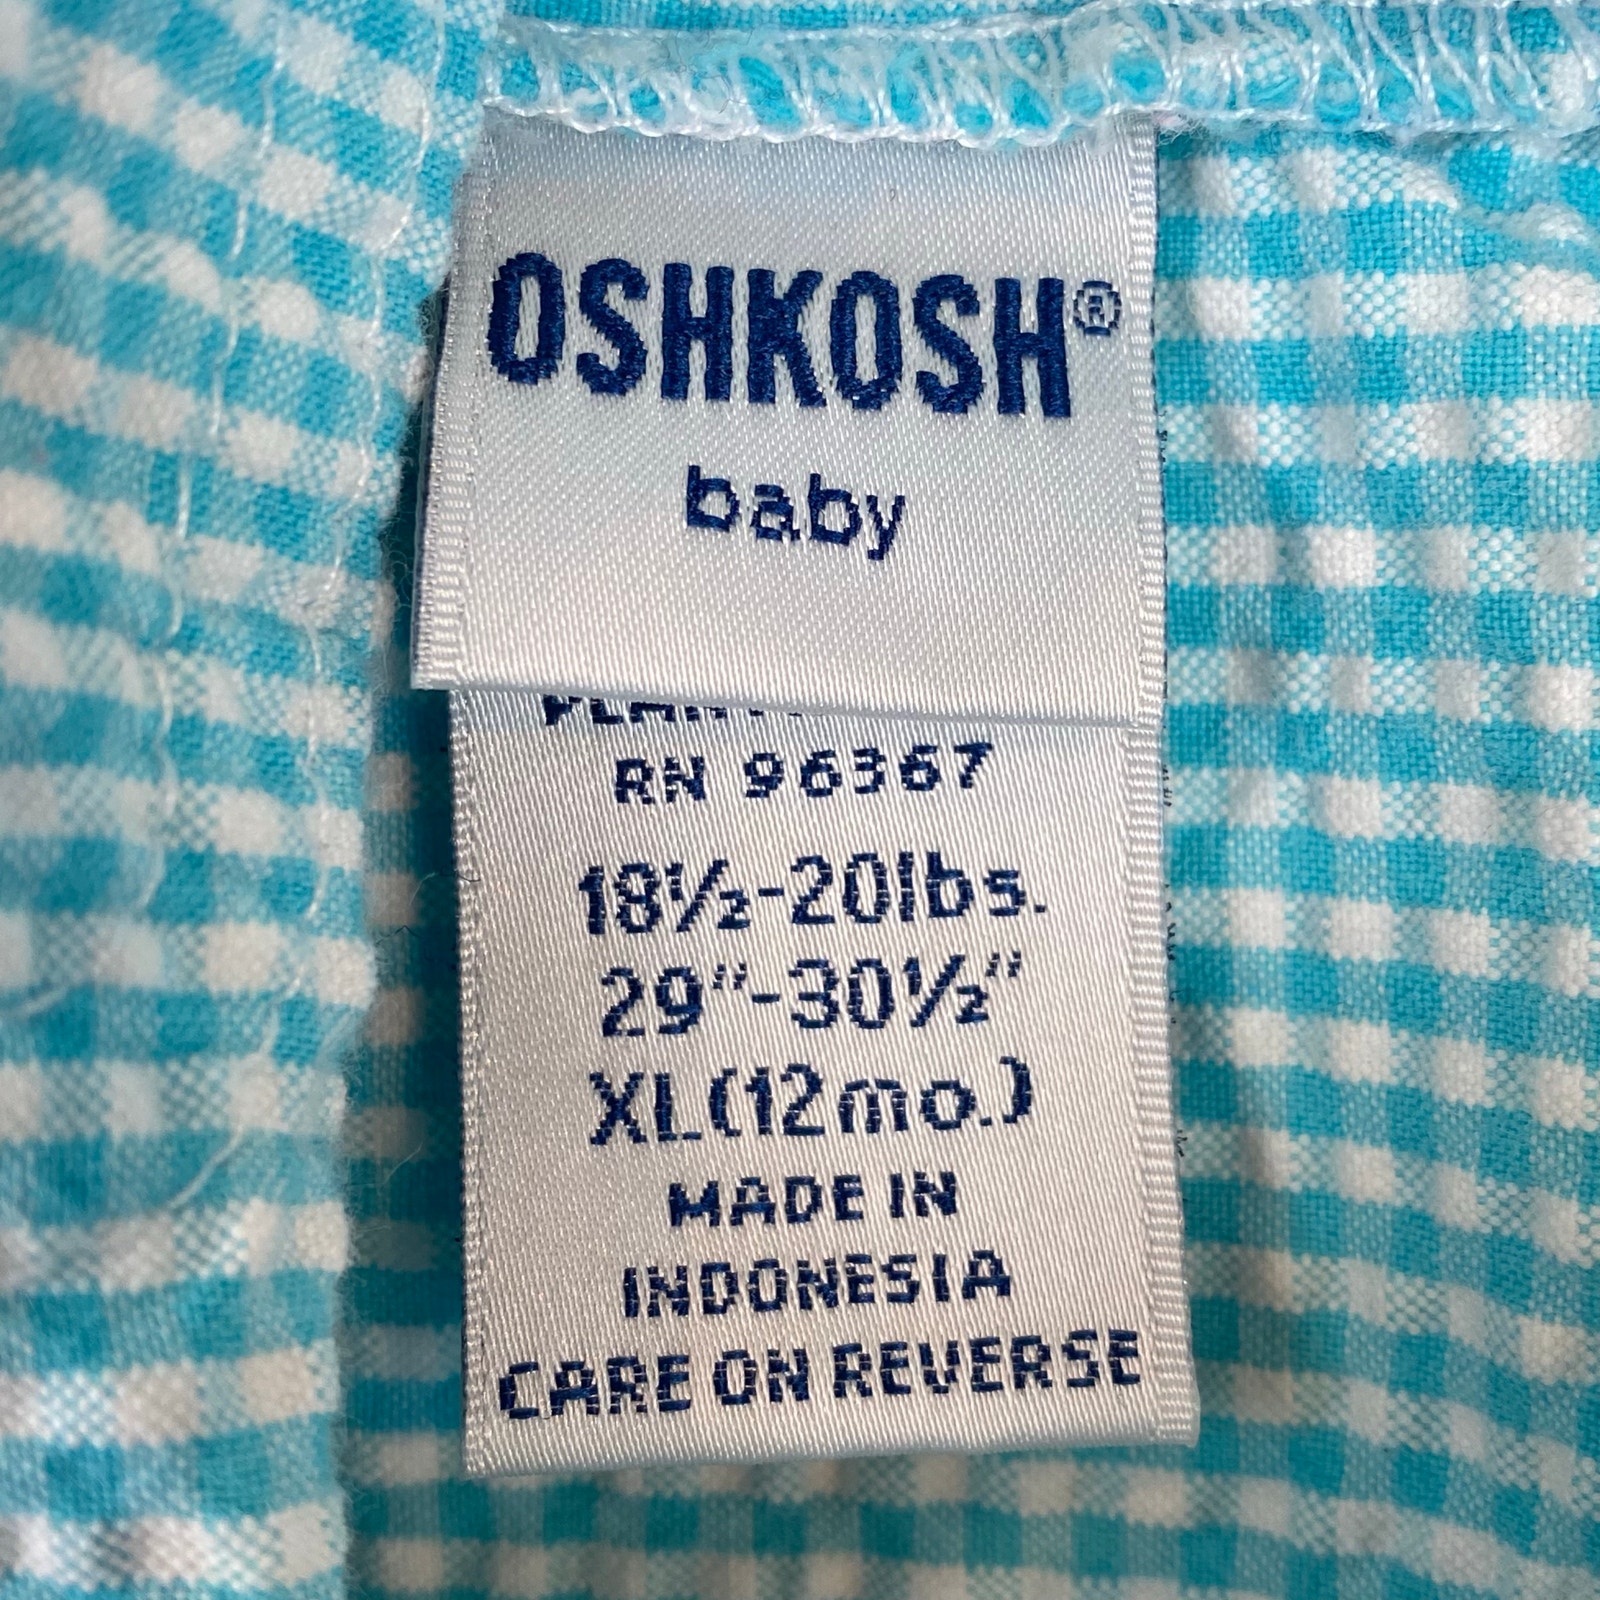 OSHKOSH®
baby
RN 96367
18½-20lbs.
29"-30½"
XL(12mo.)
MADE IN
INDONESIA
CARE ON REVERSE